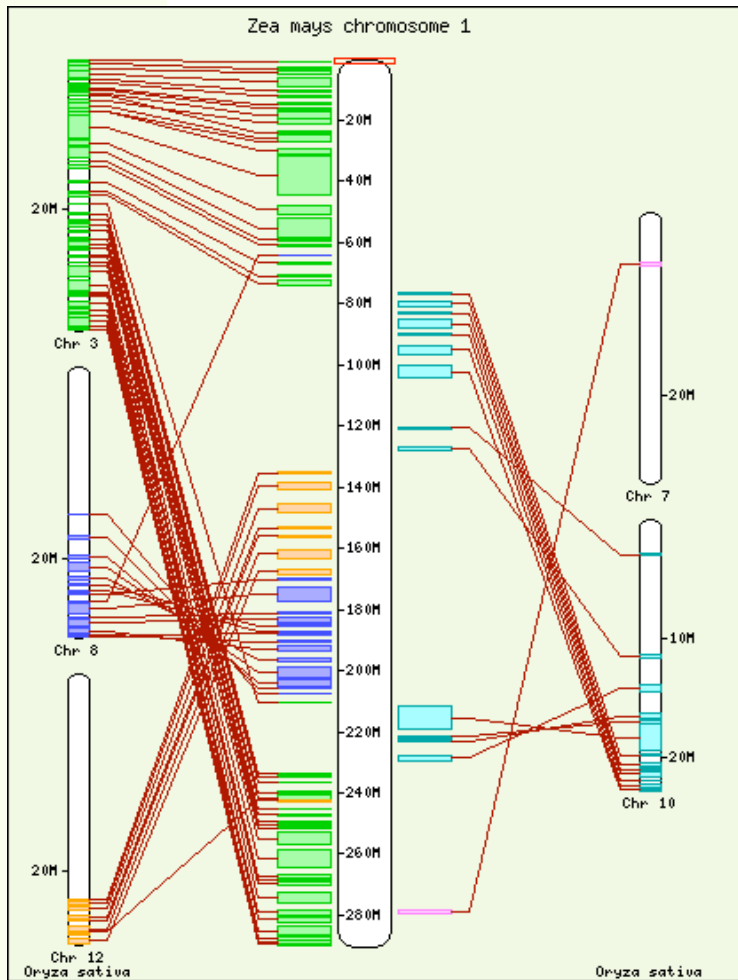 Zea mays chromosome 1
20M
40M
60M
80M
100M
120M
140M
160M
180M
200M
220M
240M
260M
280M
20M
Chr 3
20M
Chr 8
20M
Chr 12
Oryza sativa
20M
Chr 7
10M
20M
Chr 10
Oryza sativa